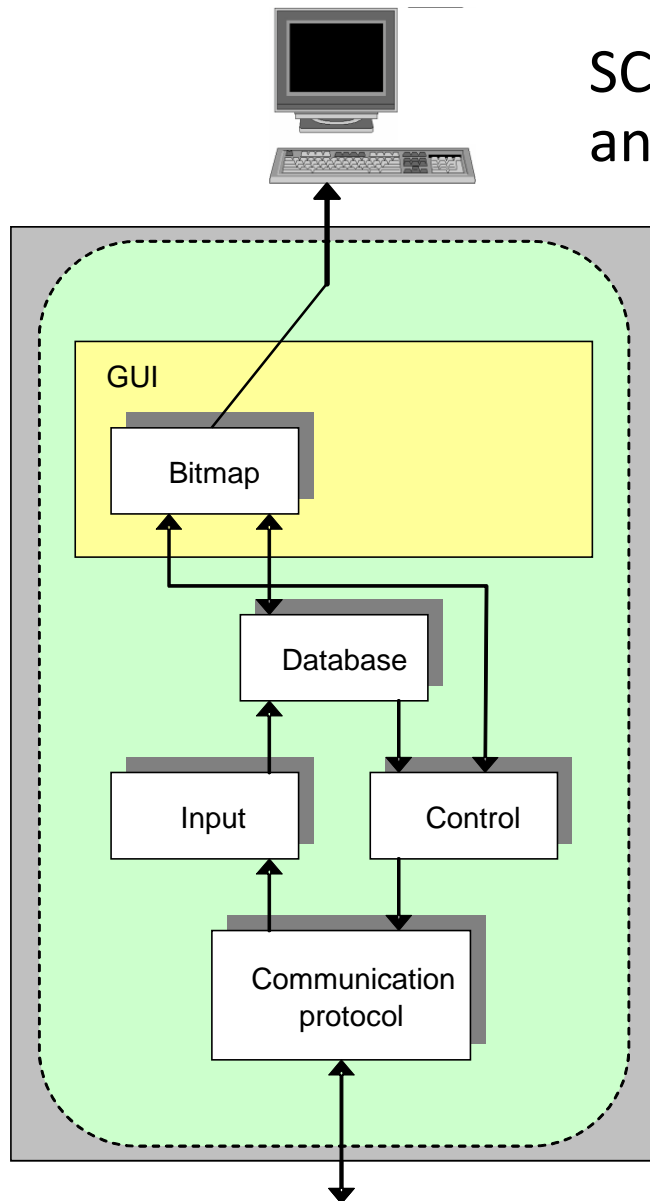 SC
an
GUI
Bitmap
Database
Input
Control
Communication
protocol